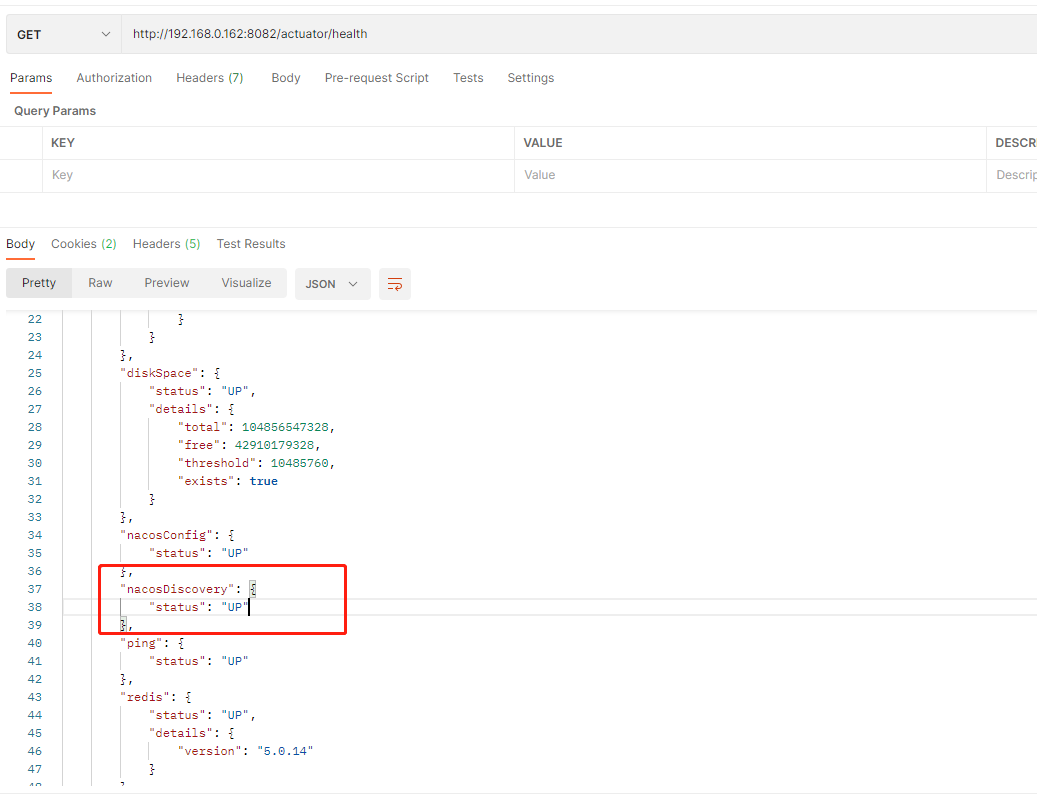 GET http://192.168.0.162:8082/actuator/health
Params Authorization Headers (7) Body Pre-request Script Tests Settings
Query Params
KEY VALUE DESCR
Key Value Descrip
Body Cookies (2) Headers (5) Test Results
Pretty Raw Preview Visualize JSON
22 }
23 }
24 },
25 "diskSpace": {
26 "status": "UP",
27 "details": {
28 "total": 104856547328,
29 "free": 42910179328,
30 "threshold": 10485760,
31 "exists": true
32 }
33 },
34 "nacosConfig": {
35 "status": "UP"
36 },
37 "nacosDiscovery": {
38 "status": "UP"
39 },
40 "ping": {
41 "status": "UP"
42 },
43 "redis": {
44 "status": "UP",
45 "details": {
46 "version": "5.0.14"
47 }